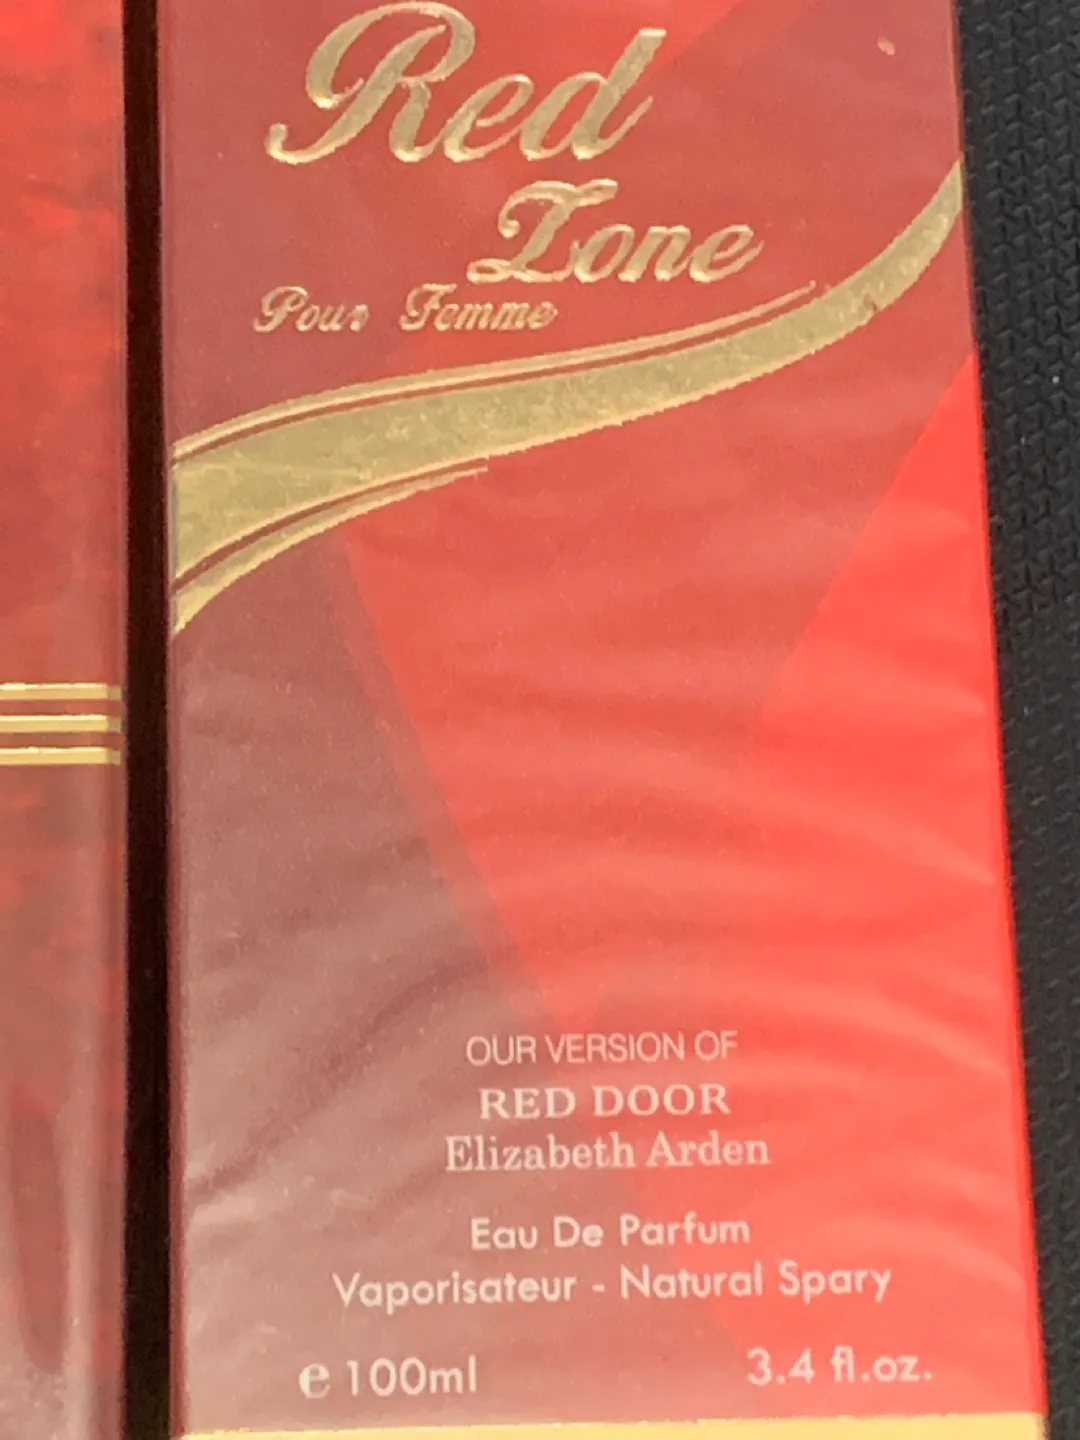 Red
Zone
Pour Femme
OUR VERSION OF
RED DOOR
Elizabeth Arden
Eau De Parfum
Vaporisateur - Natural Spary
e 100ml
3.4 fl.oz.